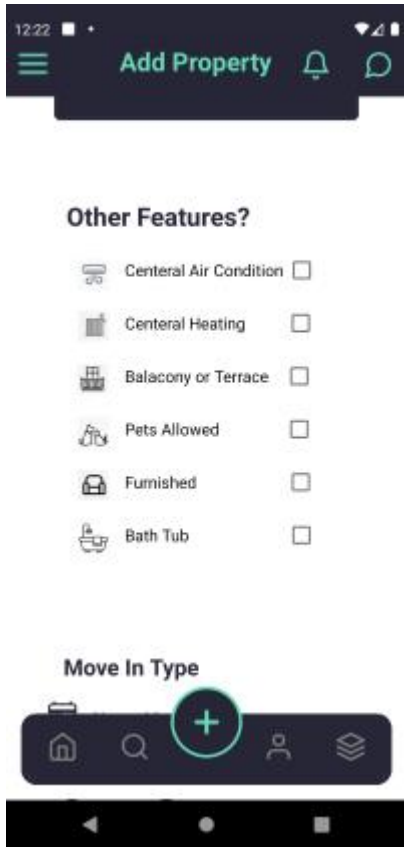 12:22
Add Property
Other Features?
Centeral Air Condition
Centeral Heating
Balacony or Terrace
Pets Allowed
Furnished
Bath Tub
Move In Type